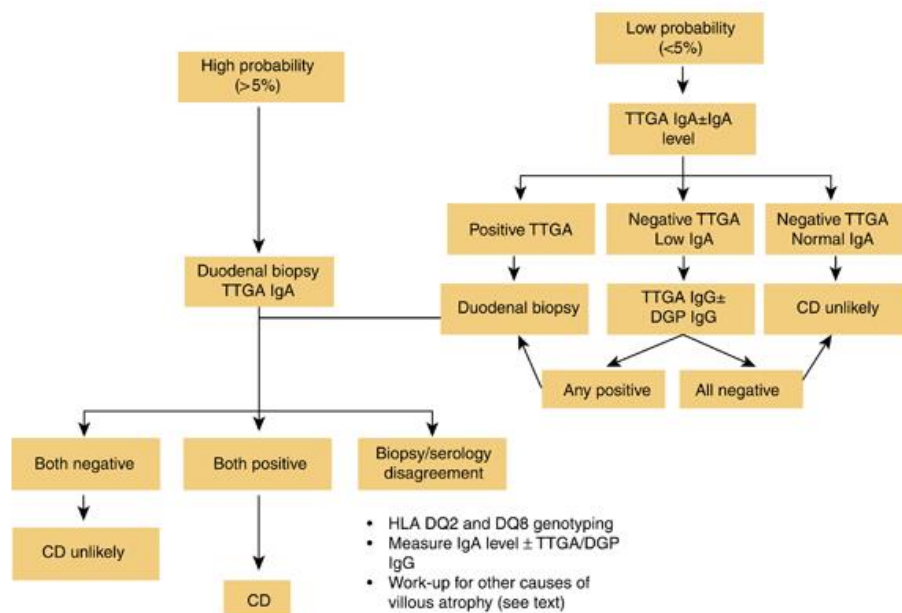 Low probability
(<5%)
High probability
(>5%)
TTGA IgA±IgA
level
Positive TTGA
Negative TTGA
Low IgA
Negative TTGA
Normal IgA
Duodenal biopsy
TTGA IgA
Duodenal biopsy
TTGA IgG±
DGP IgG
CD unlikely
Any positive
All negative
Both negative
Both positive
Biopsy/serology
disagreement
CD unlikely
CD
• HLA DQ2 and DQ8 genotyping
• Measure IgA level ± TTGA/DGP
IgG
• Work-up for other causes of
villous atrophy (see text)